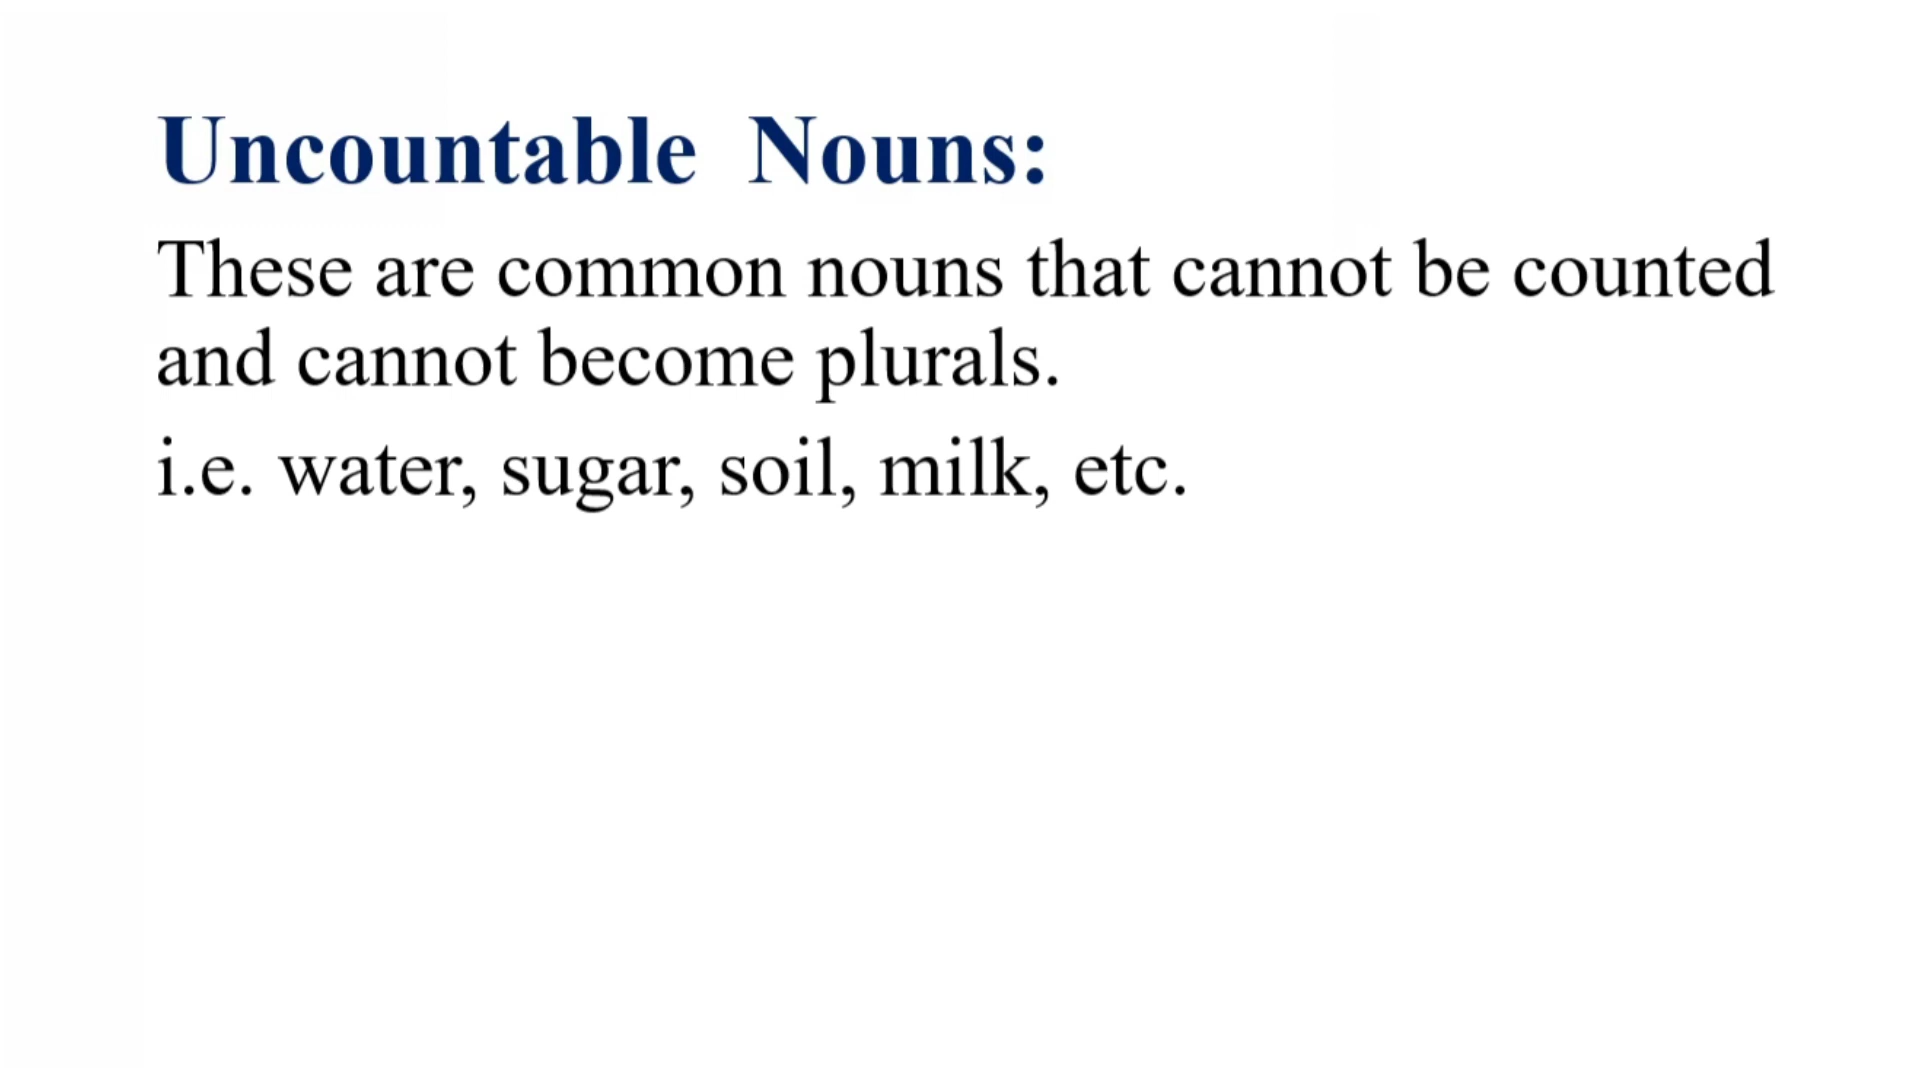 Uncountable Nouns:
These are common nouns that cannot be counted
and cannot become plurals.
i.e. water, sugar, soil, milk, etc.